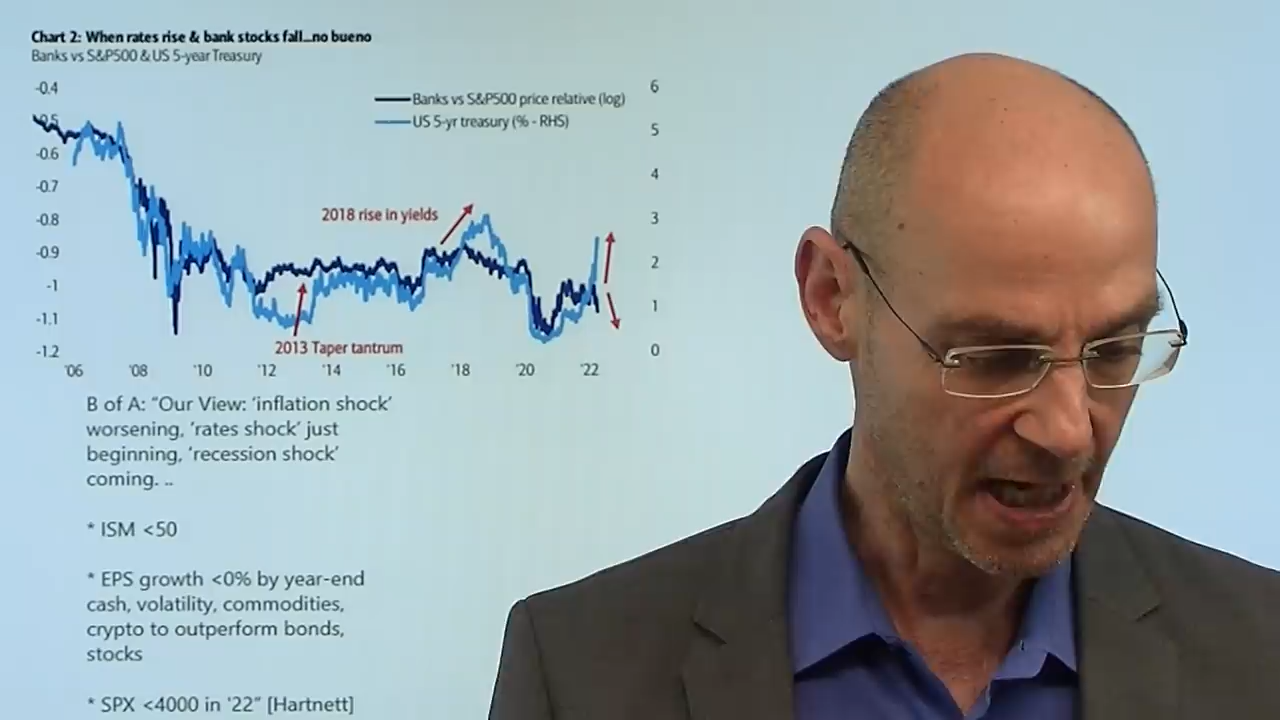 Chart 2: When rates rise & bank stocks fall...no bueno
Banks vs S&P500 & US 5-year Treasury
-0.4
-0.6
-0.7
-0.8
-0.9
-1
-1.1
-1.2
Banks vs S&P500 price relative (log)
US 5-yr treasury (% - RHS)
2018 rise in yields
2013 Taper tantrum
6
5
4
3
2
1
0
'06 '08 '10 '12 '14 '16 '18 '20 '22
B of A: "Our View: 'inflation shock'
worsening, 'rates shock' just
beginning, 'recession shock'
coming. ..
* ISM <50
* EPS growth <0% by year-end
cash, volatility, commodities,
crypto to outperform bonds,
stocks
* SPX <4000 in '22" [Hartnett]